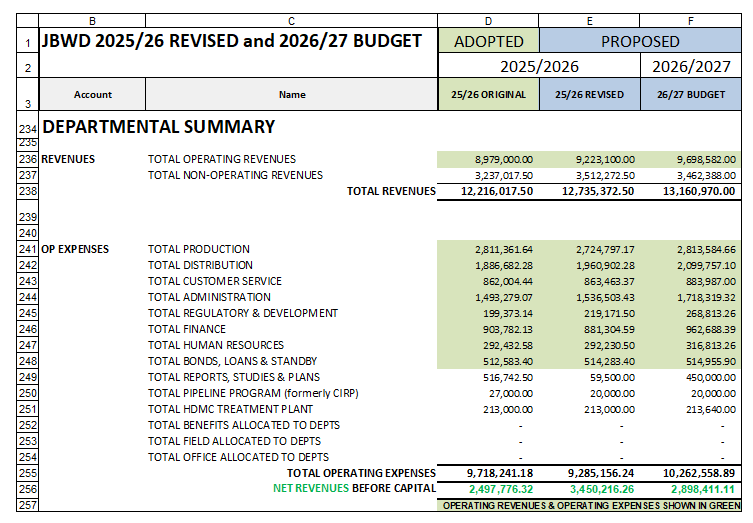 B C D E F
1 JBWD 2025/26 REVISED and 2026/27 BUDGET ADOPTED PROPOSED
2 2025/2026 2026/2027
3 Account Name 25/26 ORIGINAL 25/26 REVISED 26/27 BUDGET
234 DEPARTMENTAL SUMMARY
235
236 REVENUES TOTAL OPERATING REVENUES 8,979,000.00 9,223,100.00 9,698,582.00
237 TOTAL NON-OPERATING REVENUES 3,237,017.50 3,512,272.50 3,462,388.00
238 TOTAL REVENUES 12,216,017.50 12,735,372.50 13,160,970.00
239
240
241 OP EXPENSES TOTAL PRODUCTION 2,811,361.64 2,724,797.17 2,813,584.66
242 TOTAL DISTRIBUTION 1,886,682.28 1,960,902.28 2,099,757.10
243 TOTAL CUSTOMER SERVICE 862,004.44 863,463.37 883,987.00
244 TOTAL ADMINISTRATION 1,493,279.07 1,536,503.43 1,718,319.32
245 TOTAL REGULATORY & DEVELOPMENT 199,373.14 219,171.50 268,813.26
246 TOTAL FINANCE 903,782.13 881,304.59 962,688.39
247 TOTAL HUMAN RESOURCES 292,432.58 292,230.50 316,813.26
248 TOTAL BONDS, LOANS & STANDBY 512,583.40 514,283.40 514,955.90
249 TOTAL REPORTS, STUDIES & PLANS 516,742.50 59,500.00 450,000.00
250 TOTAL PIPELINE PROGRAM (formerly CIRP) 27,000.00 20,000.00 20,000.00
251 TOTAL HDMC TREATMENT PLANT 213,000.00 213,000.00 213,640.00
252 TOTAL BENEFITS ALLOCATED TO DEPTS - - -
253 TOTAL FIELD ALLOCATED TO DEPTS - - -
254 TOTAL OFFICE ALLOCATED TO DEPTS - - -
255 TOTAL OPERATING EXPENSES 9,718,241.18 9,285,156.24 10,262,558.89
256 NET REVENUES BEFORE CAPITAL 2,497,776.32 3,450,216.26 2,898,411.11
257 OPERATING REVENUES & OPERATING EXPENSES SHOWN IN GREEN